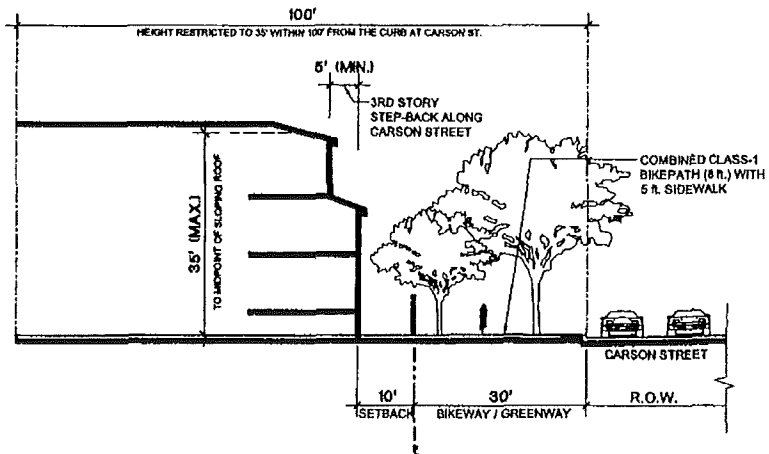 100'
HEIGHT RESTRICTED TO 35' WITHIN 100' FROM THE CURB AT CARSON ST.
5' (MIN.)
3RD STORY
STEP-BACK ALONG
CARSON STREET
COMBINED CLASS-1
BIKEPATH (8 ft.) WITH
5 ft. SIDEWALK
35' (MAX.)
TO MIDPOINT OF SLOPING ROOF
CARSON STREET
10'
30'
R.O.W.
SETBACK
BIKEWAY / GREENWAY